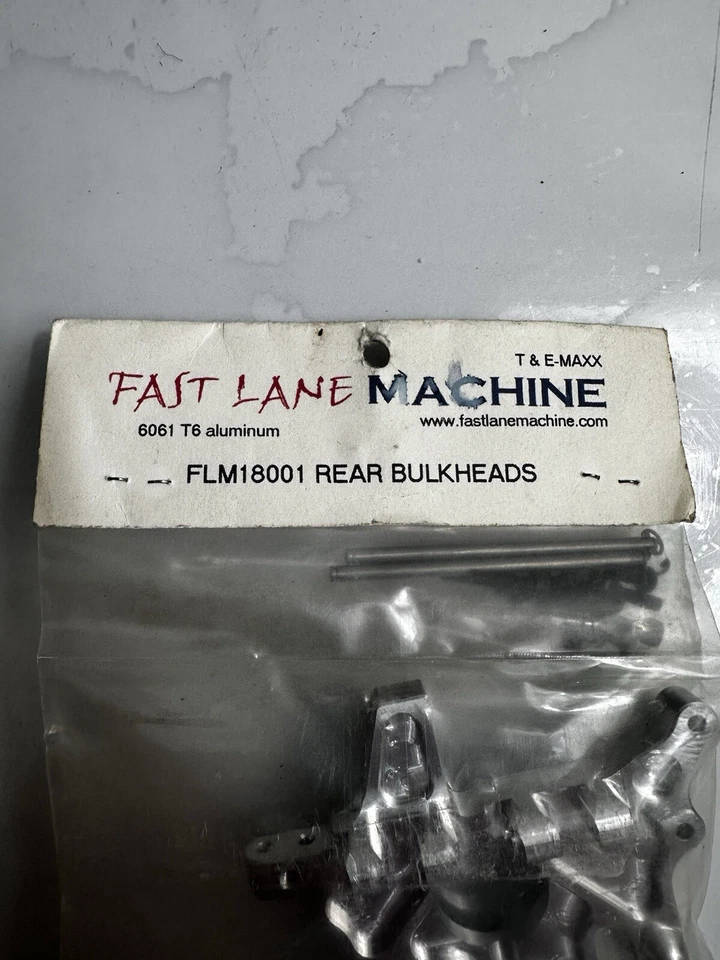 T & E-MAXX
FAST LANE MACHINE
6061 T6 aluminum
www.fastlanemachine.com
FLM18001 REAR BULKHEADS